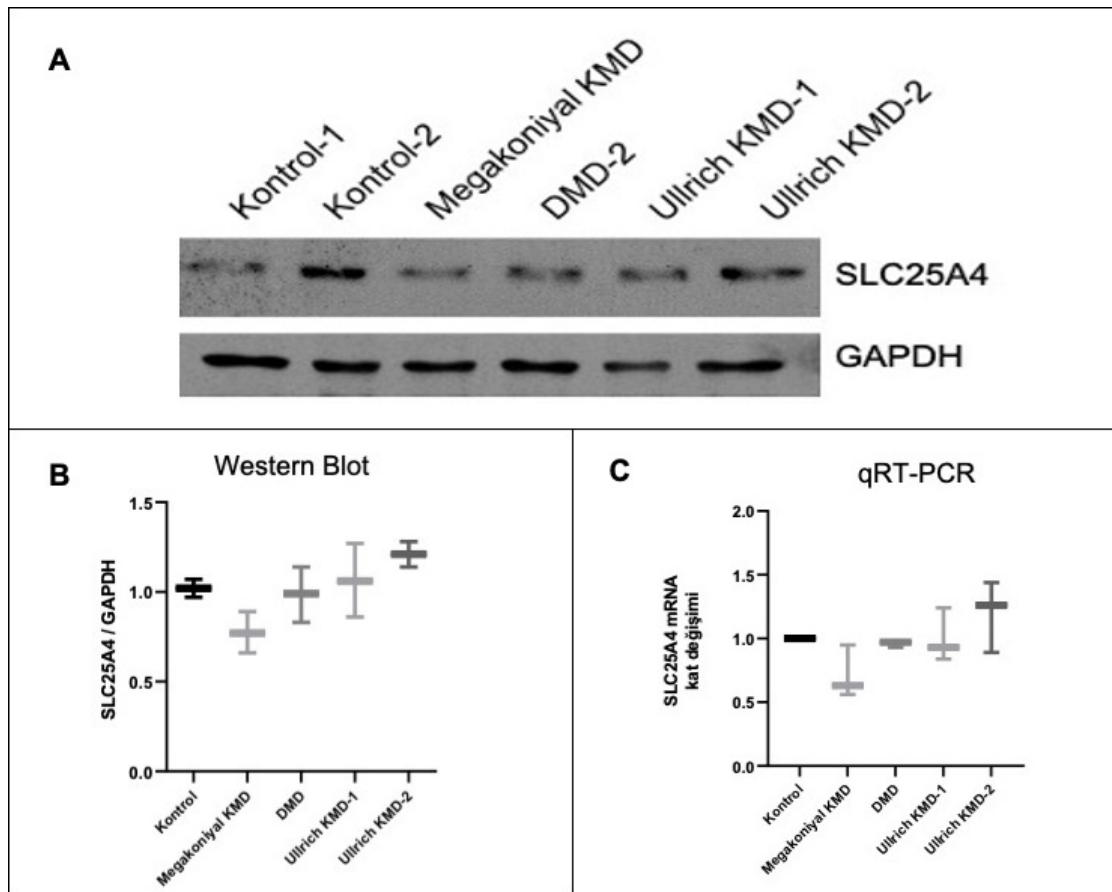 A
Kontrol-1
Kontrol-2
Megakoniyal KMD
DMD-2
Ullrich KMD-1
Ullrich KMD-2
SLC25A4
GAPDH
B
Western Blot
SLC25A4 / GAPDH
1.5
1.0
0.5
0.0
Kontrol
Megakoniyal KMD
DMD
Ullrich KMD-1
Ullrich KMD-2
C
qRT-PCR
SLC25A4 mRNA
kat değişimi
2.0
1.5
1.0
0.5
0.0
Kontrol
Megakoniyal KMD
DMD
Ullrich KMD-1
Ullrich KMD-2